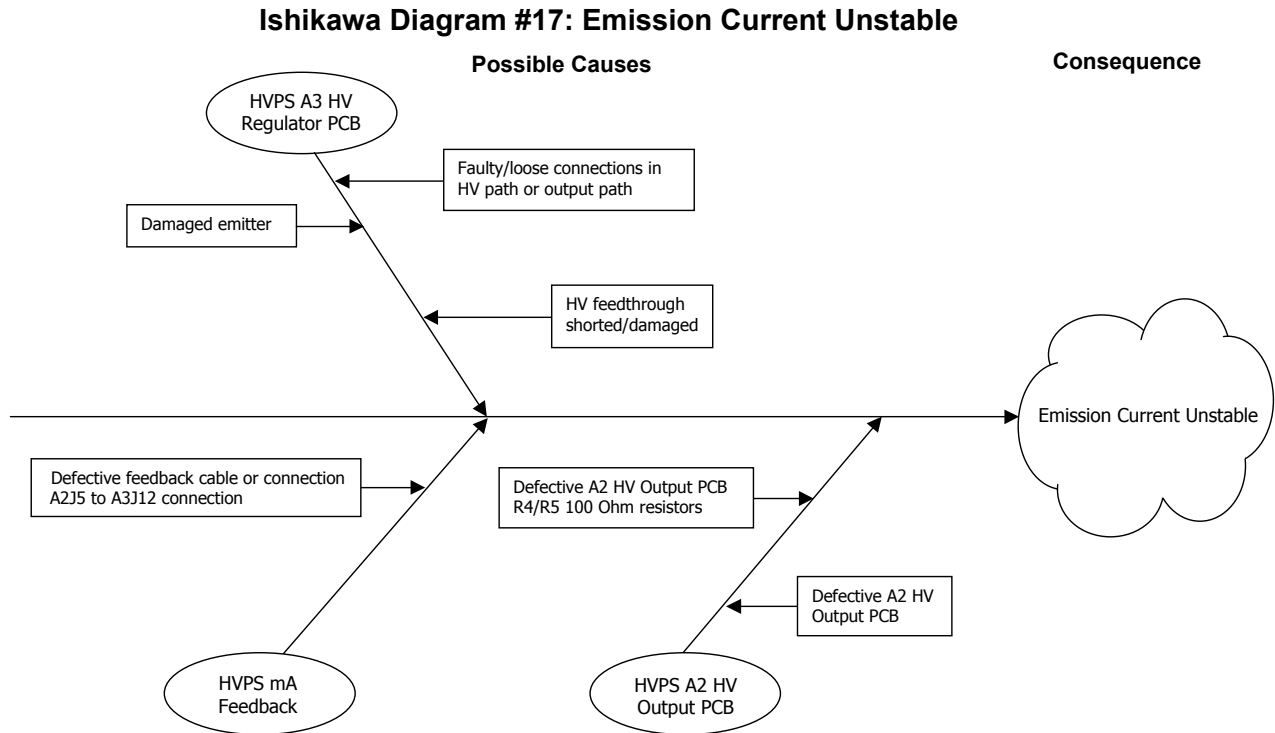 Ishikawa Diagram #17: Emission Current Unstable
Possible Causes
Consequence
HVPS A3 HV
Regulator PCB
Faulty/loose connections in
HV path or output path
Damaged emitter
HV feedthrough
shorted/damaged
Emission Current Unstable
Defective feedback cable or connection
A2J5 to A3J12 connection
Defective A2 HV Output PCB
R4/R5 100 Ohm resistors
Defective A2 HV
Output PCB
HVPS mA
Feedback
HVPS A2 HV
Output PCB